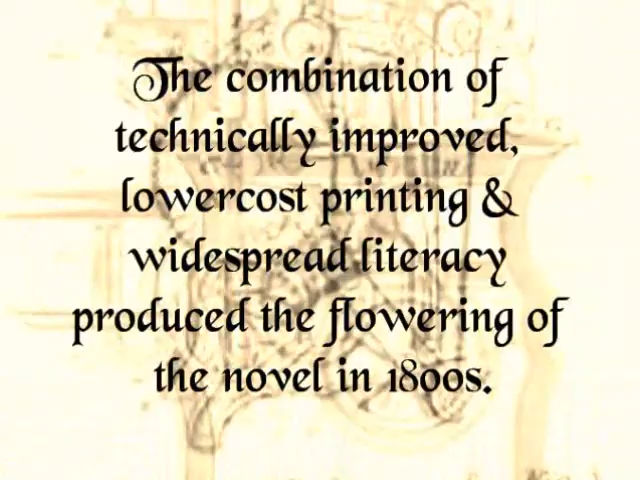 The combination of
technically improved,
lowercost printing &
widespread literacy
produced the flowering of
the novel in 1800s.